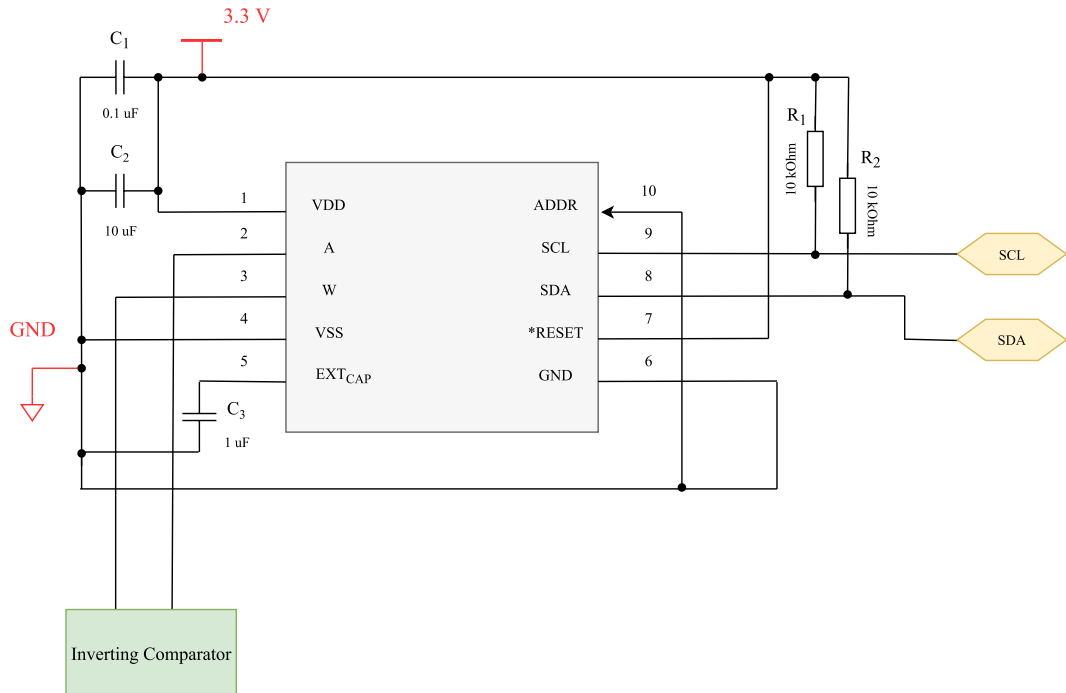 3.3 V
C1
0.1 uF
C2
10 uF
R1
10 kOhm
R2
10 kOhm
1
VDD
ADDR
10
2
A
SCL
9
SCL
3
W
SDA
8
4
VSS
*RESET
7
SDA
GND
5
EXTCAP
GND
6
C3
1 uF
Inverting Comparator